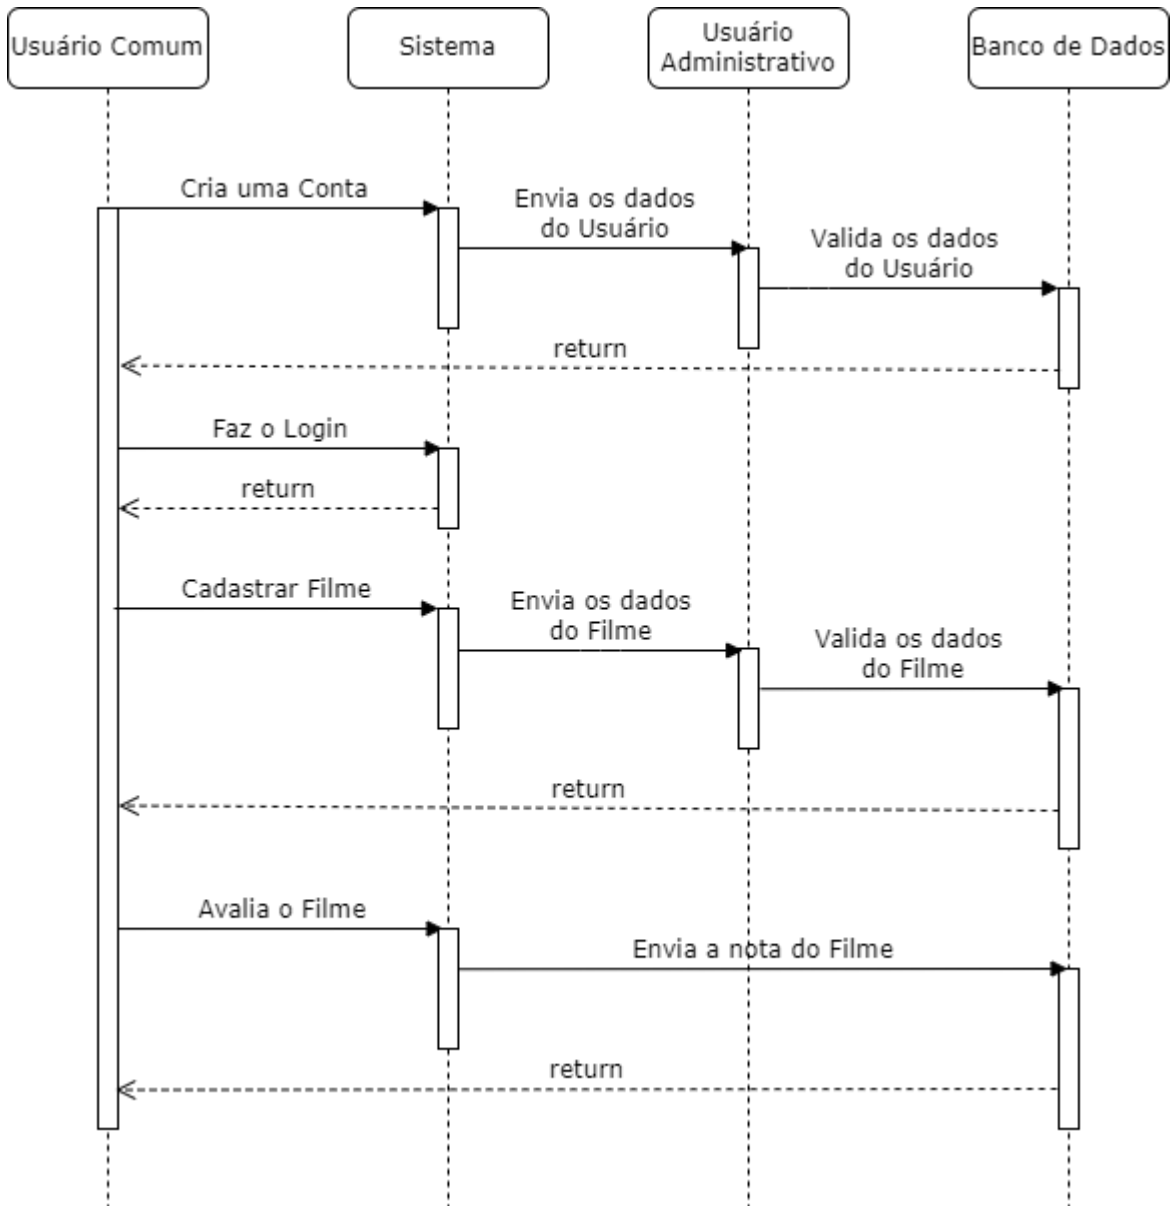 Usuário Comum
Sistema
Usuário
Administrativo
Banco de Dados
Cria uma Conta
Envia os dados
do Usuário
Valida os dados
do Usuário
return
Faz o Login
return
Cadastrar Filme
Envia os dados
do Filme
Valida os dados
do Filme
return
Avalia o Filme
Envia a nota do Filme
return